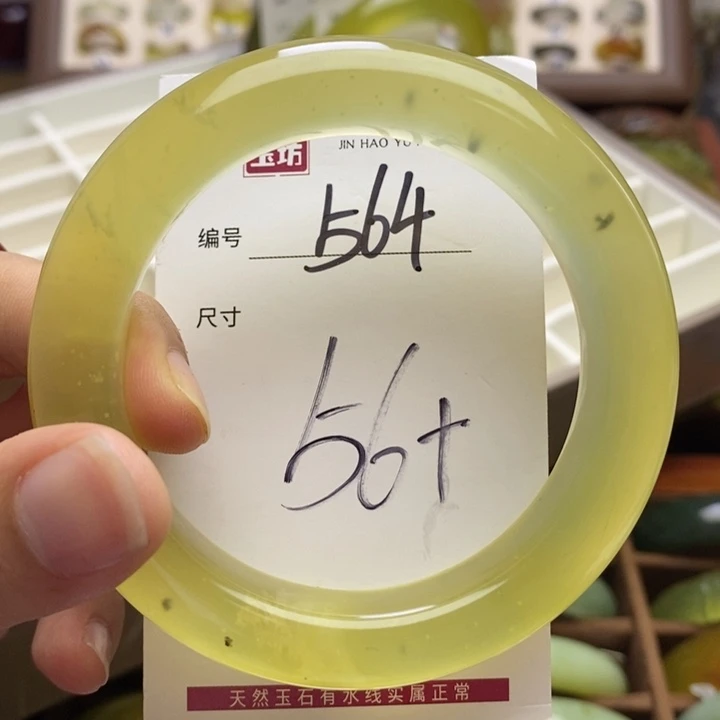 玉坊
JIN HAO YU
编号 564
尺寸
56+
天然玉石有水线实属正常